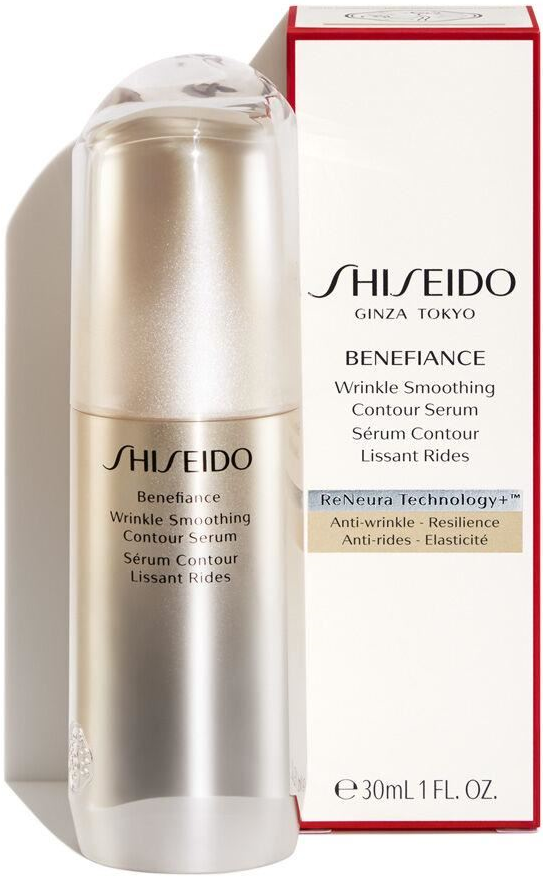 SHISEIDO
Benefiance
Wrinkle Smoothing
Contour Serum
Sérum Contour
Lissant Rides
SHISEIDO
GINZA TOKYO
BENEFIANCE
Wrinkle Smoothing
Contour Serum
Sérum Contour
Lissant Rides
ReNeura Technology+™
Anti-wrinkle - Resilience
Anti-rides - Elasticité
℮30mL 1 FL. OZ.